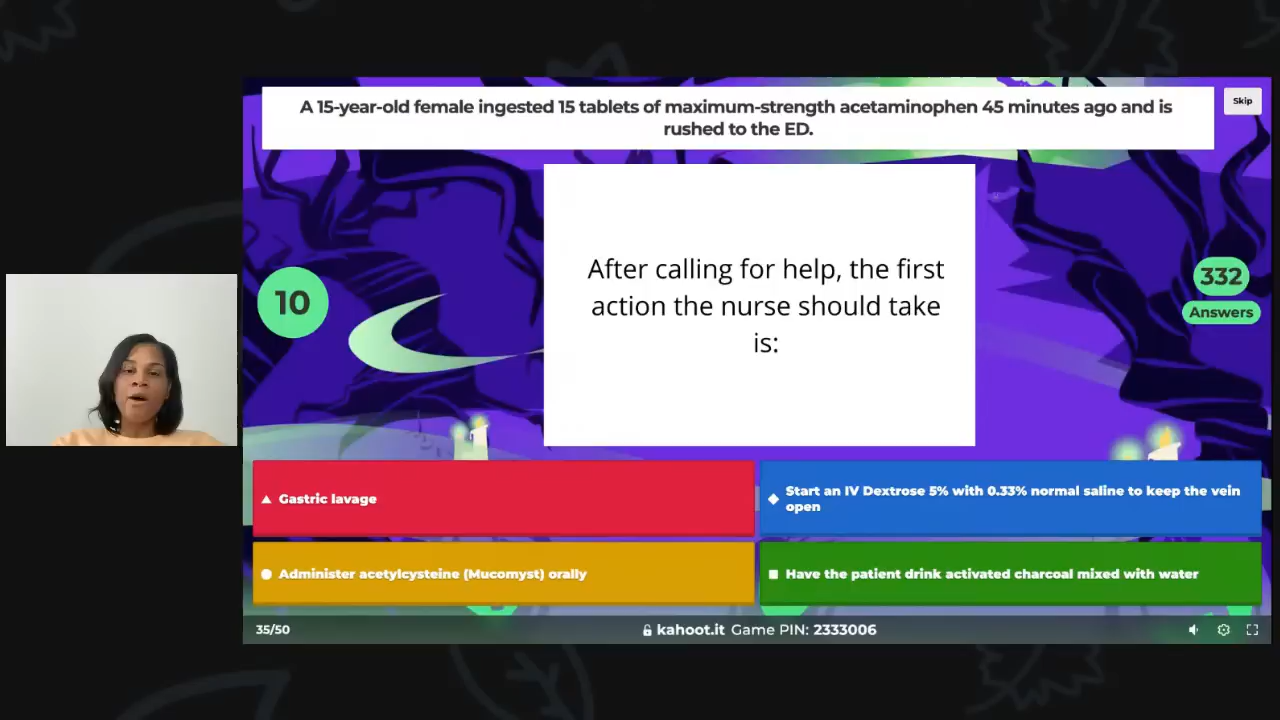 A 15-year-old female ingested 15 tablets of maximum-strength acetaminophen 45 minutes ago and is
rushed to the ED.
Skip
After calling for help, the first
action the nurse should take
is:
10
332
Answers
Gastric lavage
Start an IV Dextrose 5% with 0.33% normal saline to keep the vein
open
Administer acetylcysteine (Mucomyst) orally
Have the patient drink activated charcoal mixed with water
35/50
kahoot.it Game PIN: 2333006